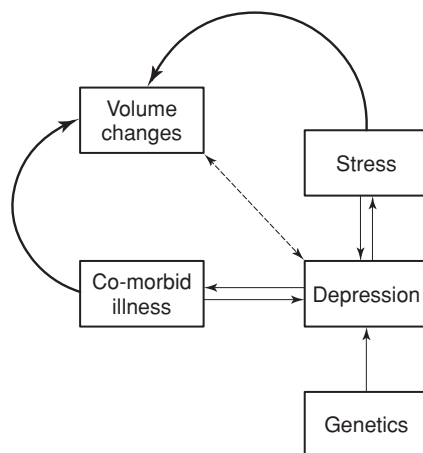 Volume
changes
Stress
Co-morbid
illness
Depression
Genetics